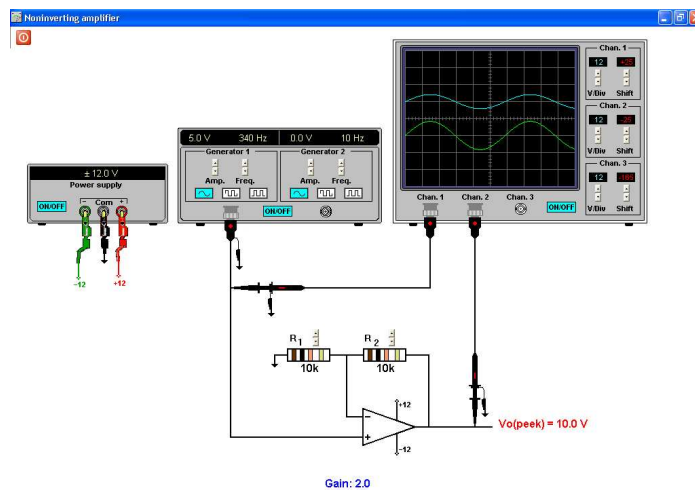 Noninverting amplifier
± 12.0 V
Power supply
− Com +
ON/OFF
-12
+12
5.0 V 340 Hz 0.0 V 10 Hz
Generator 1
Amp. Freq.
Generator 2
Amp. Freq.
ON/OFF
Chan. 1 Chan. 2 Chan. 3
ON/OFF
Chan. 1
12 +25
V/Div Shift
Chan. 2
12 -25
V/Div Shift
Chan. 3
12
V/Div Shift
R1
10k
R2
10k
+12
−
+
-12
Vo(peek) = 10.0 V
Gain: 2.0